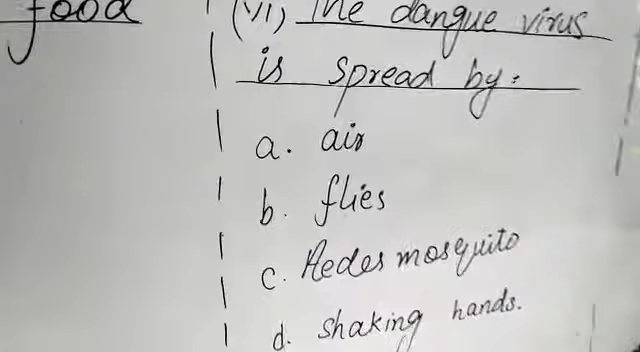 food
(vi) The dangue virus
is spread by:
a. air
b. flies
c. Aedes mosquito
d. shaking hands.